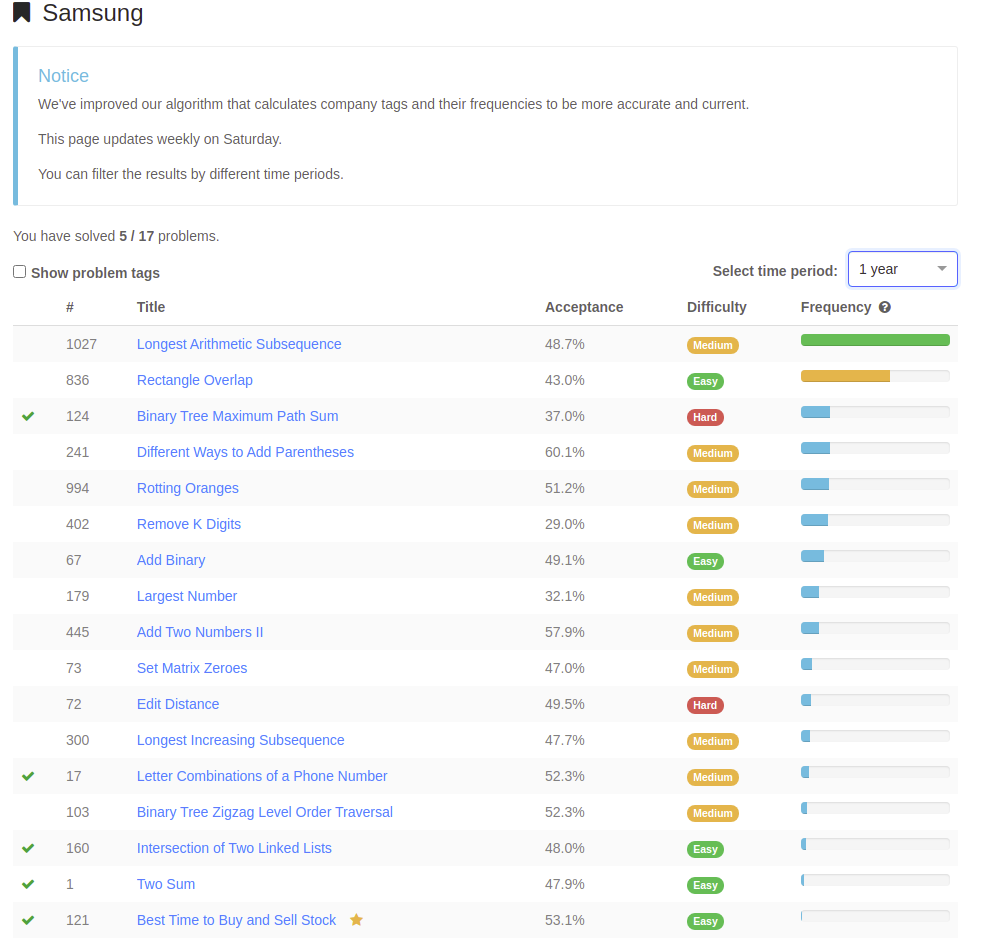 Samsung
Notice
We've improved our algorithm that calculates company tags and their frequencies to be more accurate and current.
This page updates weekly on Saturday.
You can filter the results by different time periods.
You have solved 5 / 17 problems.
Show problem tags Select time period: 1 year
# Title Acceptance Difficulty Frequency ?
1027 Longest Arithmetic Subsequence 48.7% Medium
836 Rectangle Overlap 43.0% Easy
124 Binary Tree Maximum Path Sum 37.0% Hard
241 Different Ways to Add Parentheses 60.1% Medium
994 Rotting Oranges 51.2% Medium
402 Remove K Digits 29.0% Medium
67 Add Binary 49.1% Easy
179 Largest Number 32.1% Medium
445 Add Two Numbers II 57.9% Medium
73 Set Matrix Zeroes 47.0% Medium
72 Edit Distance 49.5% Hard
300 Longest Increasing Subsequence 47.7% Medium
17 Letter Combinations of a Phone Number 52.3% Medium
103 Binary Tree Zigzag Level Order Traversal 52.3% Medium
160 Intersection of Two Linked Lists 48.0% Easy
1 Two Sum 47.9% Easy
121 Best Time to Buy and Sell Stock 53.1% Easy